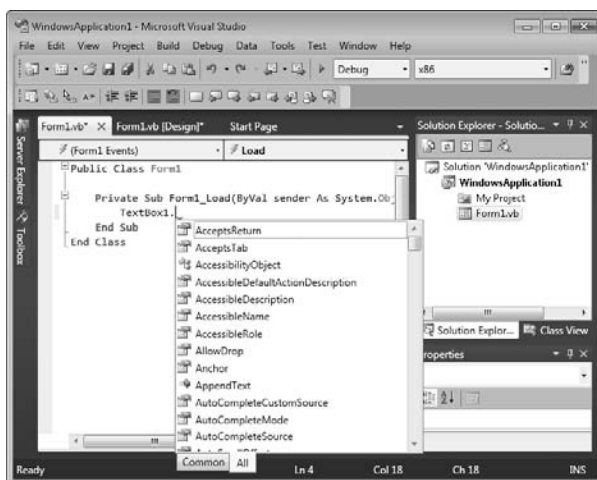 WindowsApplication1 - Microsoft Visual Studio
File Edit View Project Build Debug Data Tools Test Window Help
Debug x86
Form1.vb* Form1.vb [Design]* Start Page
Solution Explorer - Solutio...
(Form1 Events) Load
Server Explorer
Toolbox
Public Class Form1
Private Sub Form1_Load(ByVal sender As System.Obj
TextBox1.
End Sub
End Class
Solution 'WindowsApplication1'
WindowsApplication1
My Project
Form1.vb
AcceptsReturn
AcceptsTab
AccessibilityObject
AccessibleDefaultActionDescription
AccessibleDescription
AccessibleName
AccessibleRole
AllowDrop
Anchor
AppendText
AutoCompleteCustomSource
AutoCompleteMode
AutoCompleteSource
Common All
Solution Explor... Class View
roperties
Ready Ln 4 Col 18 Ch 18 INS